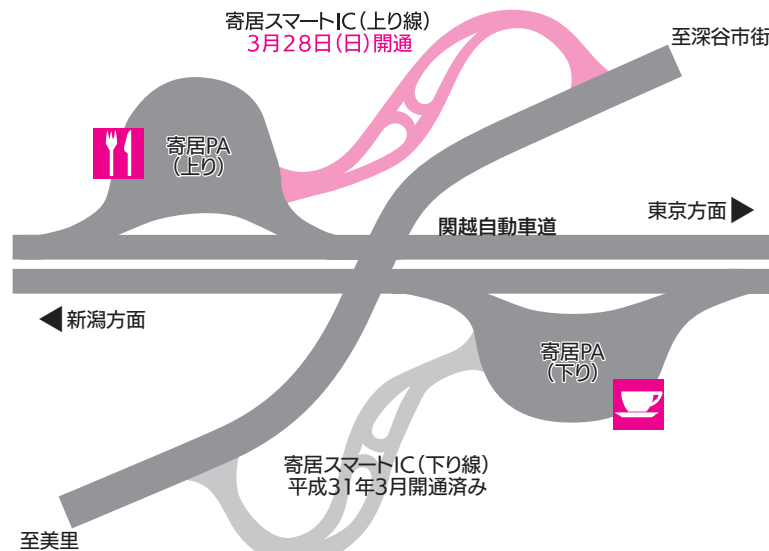 寄居スマートIC(上り線)
3月28日(日)開通
至深谷市街
寄居PA
(上り)
東京方面
関越自動車道
新潟方面
寄居PA
(下り)
寄居スマートIC(下り線)
平成31年3月開通済み
至美里